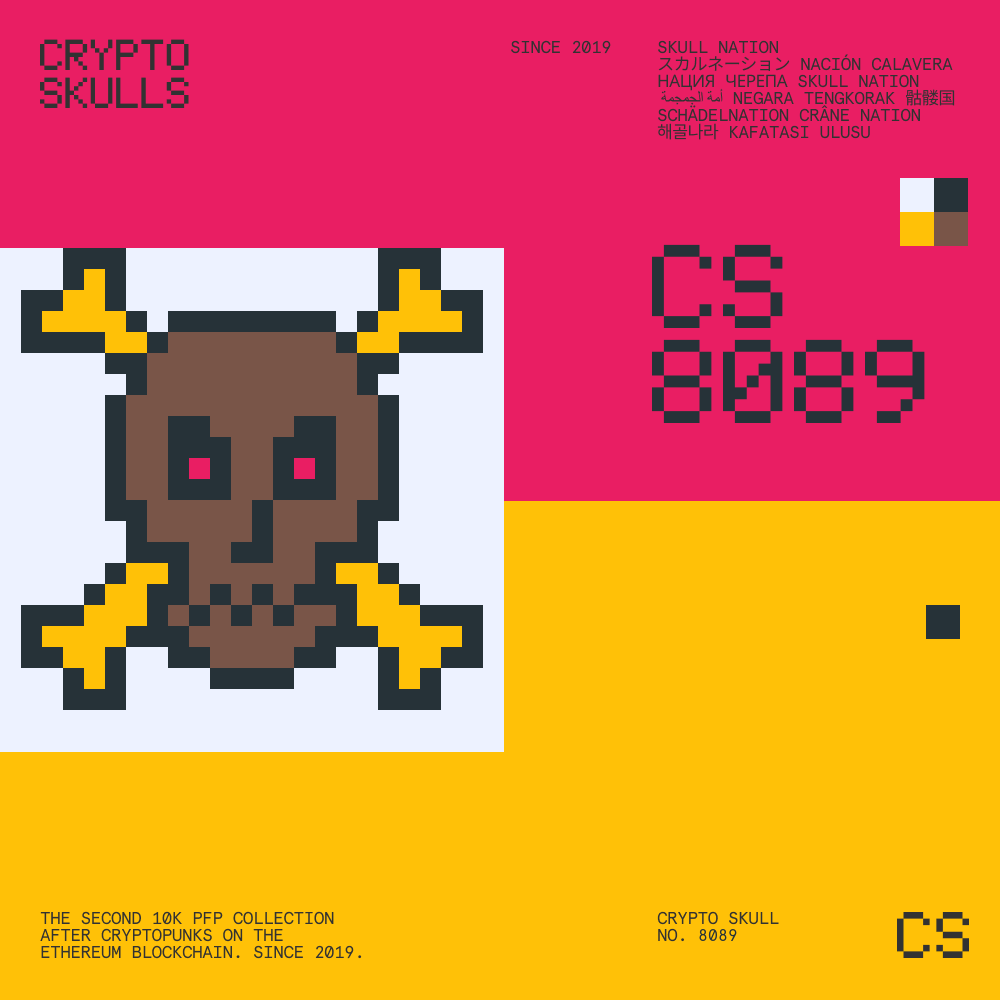 CRYPTO
SKULLS
SINCE 2019
SKULL NATION
スカルネーション NACIÓN CALAVERA
НАЦИЯ ЧЕРЕПА SKULL NATION
أمة الجمجمة NEGARA TENGKORAK 骷髅国
SCHÄDELNATION CRÂNE NATION
해골나라 KAFATASI ULUSU
CS
8089
THE SECOND 10K PFP COLLECTION
AFTER CRYPTOPUNKS ON THE
ETHEREUM BLOCKCHAIN. SINCE 2019.
CRYPTO SKULL
NO. 8089
CS